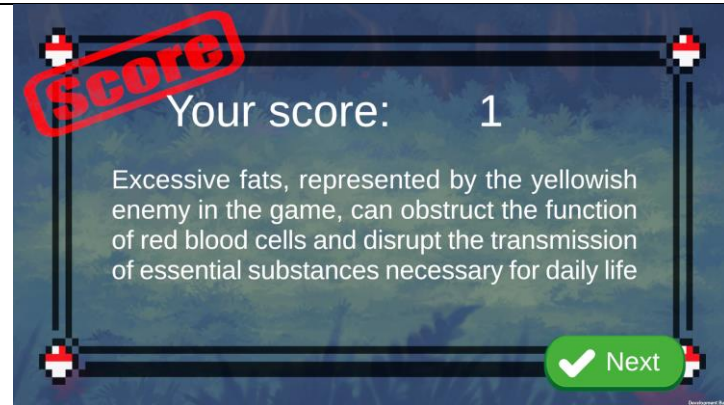 Score
Your score: 1
Excessive fats, represented by the yellowish
enemy in the game, can obstruct the function
of red blood cells and disrupt the transmission
of essential substances necessary for daily life
Next